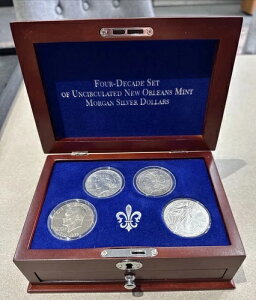 Four-Decade Set
of Uncirculated New Orleans Mint
Morgan Silver Dollars